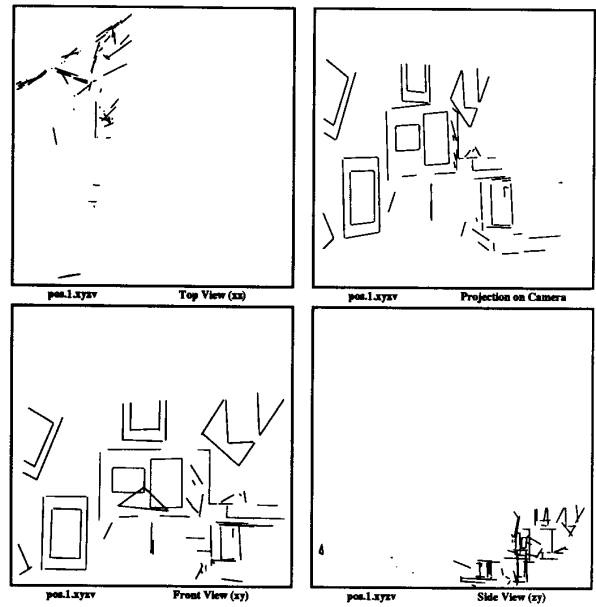 pos.1.xyzv Top View (xz)
pos.1.xyzv Projection on Camera
pos.1.xyzv Front View (xy)
pos.1.xyzv Side View (zy)